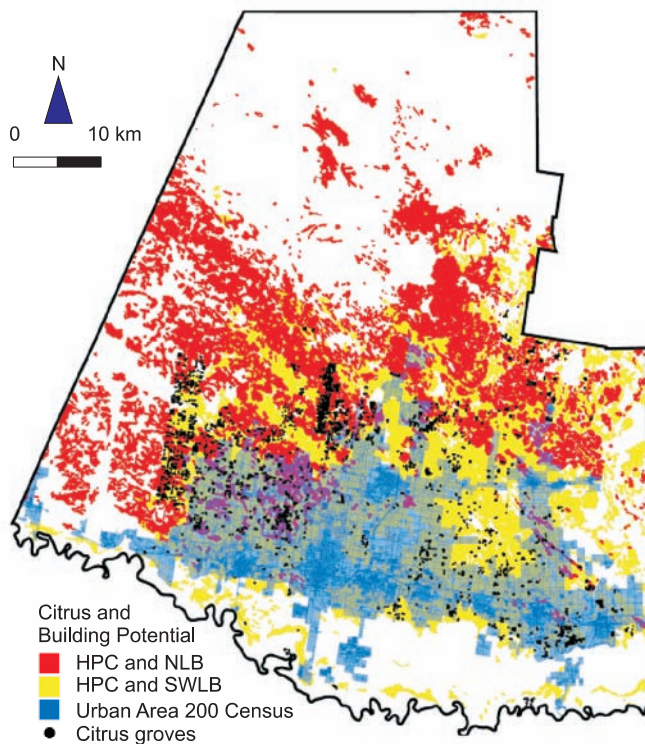 N
0 10 km
Citrus and
Building Potential
HPC and NLB
HPC and SWLB
Urban Area 200 Census
Citrus groves